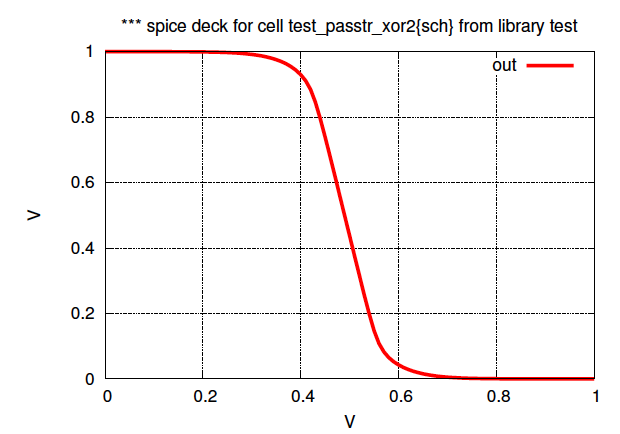 *** spice deck for cell test_passtr_xor2{sch} from library test
out
1
0.8
0.6
0.4
0.2
0
V
0 0.2 0.4 0.6 0.8 1
V